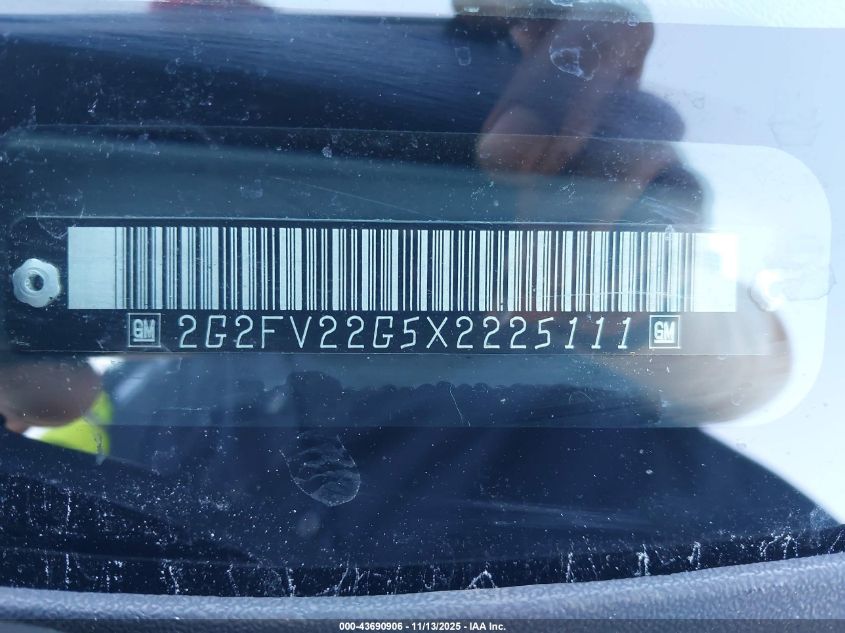 GM 2G2FV22G5X2225111 GM
000-43690906 - 11/13/2025 - IAA Inc.